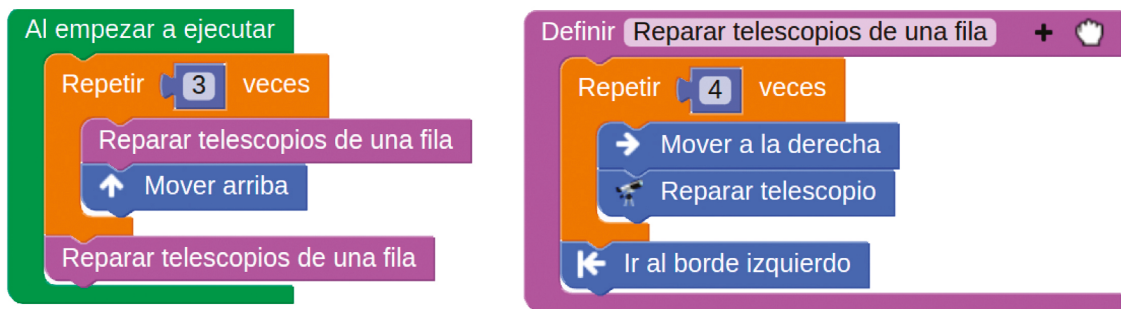 Al empezar a ejecutar
Repetir 3 veces
Reparar telescopios de una fila
Mover arriba
Reparar telescopios de una fila
Definir Reparar telescopios de una fila +
Repetir 4 veces
Mover a la derecha
Reparar telescopio
Ir al borde izquierdo